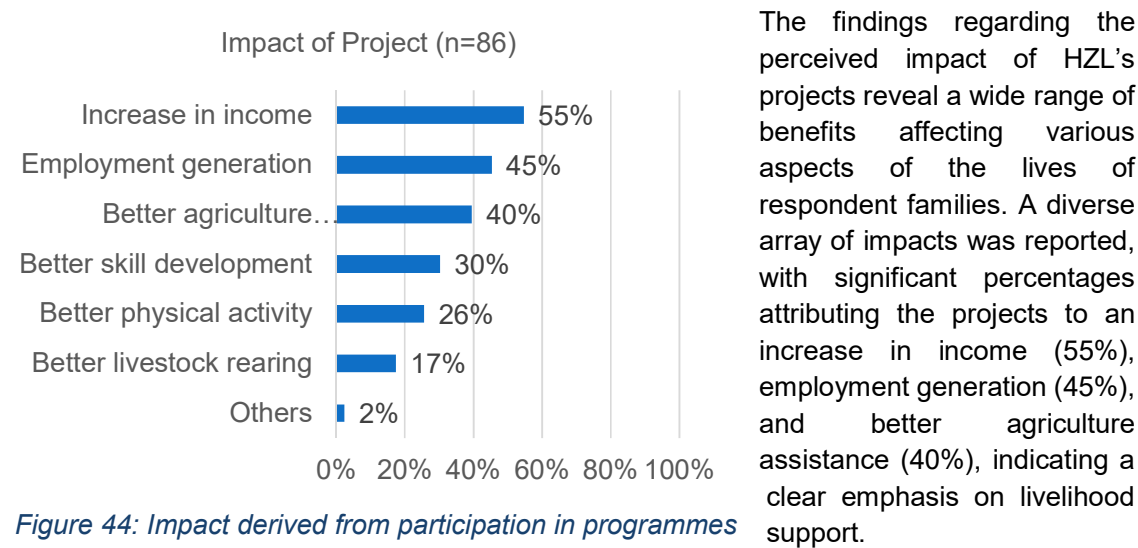 Impact of Project (n=86)
Increase in income 55%
Employment generation 45%
Better agriculture… 40%
Better skill development 30%
Better physical activity 26%
Better livestock rearing 17%
Others 2%
0% 20% 40% 60% 80% 100%
Figure 44: Impact derived from participation in programmes
The findings regarding the
perceived impact of HZL’s
projects reveal a wide range of
benefits affecting various
aspects of the lives of
respondent families. A diverse
array of impacts was reported,
with significant percentages
attributing the projects to an
increase in income (55%),
employment generation (45%),
and better agriculture
assistance (40%), indicating a
clear emphasis on livelihood
support.